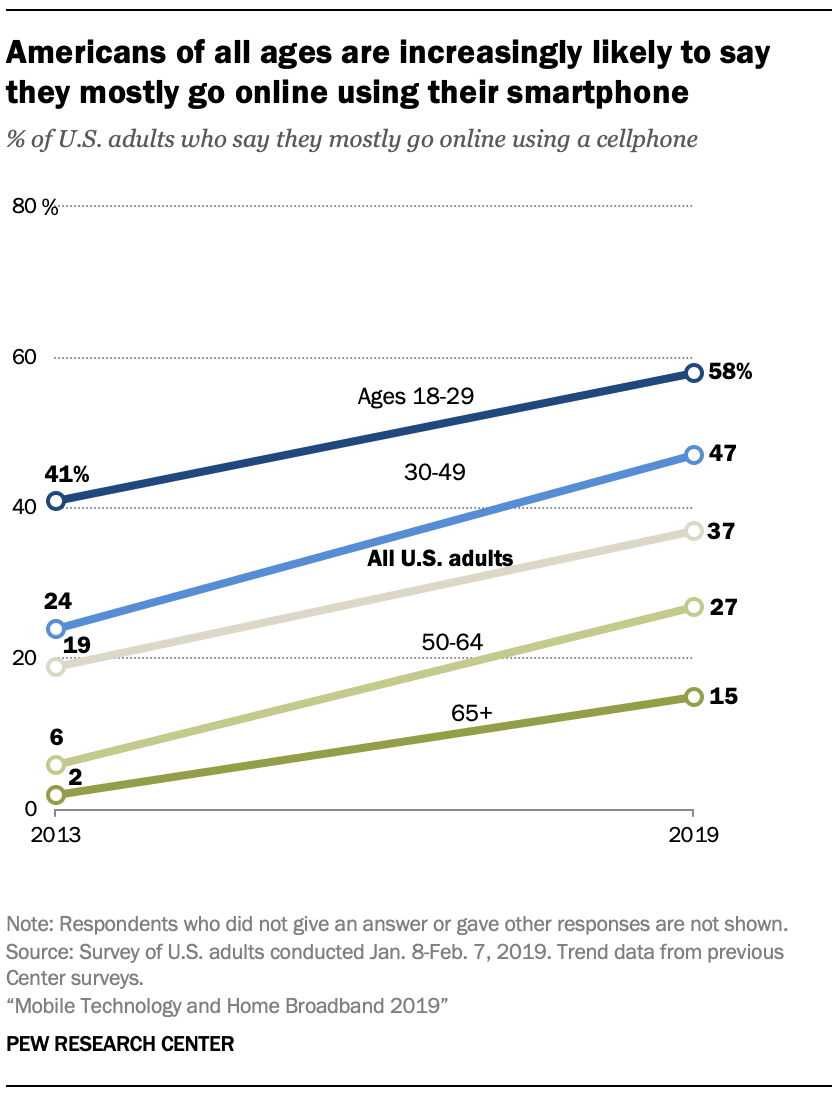 Americans of all ages are increasingly likely to say
they mostly go online using their smartphone
% of U.S. adults who say they mostly go online using a cellphone
80 %
60
58%
Ages 18-29
41%
30-49
47
40
37
All U.S. adults
24
27
19
50-64
20
65+
15
6
2
0
2013
2019
Note: Respondents who did not give an answer or gave other responses are not shown.
Source: Survey of U.S. adults conducted Jan. 8-Feb. 7, 2019. Trend data from previous
Center surveys.
“Mobile Technology and Home Broadband 2019”
PEW RESEARCH CENTER